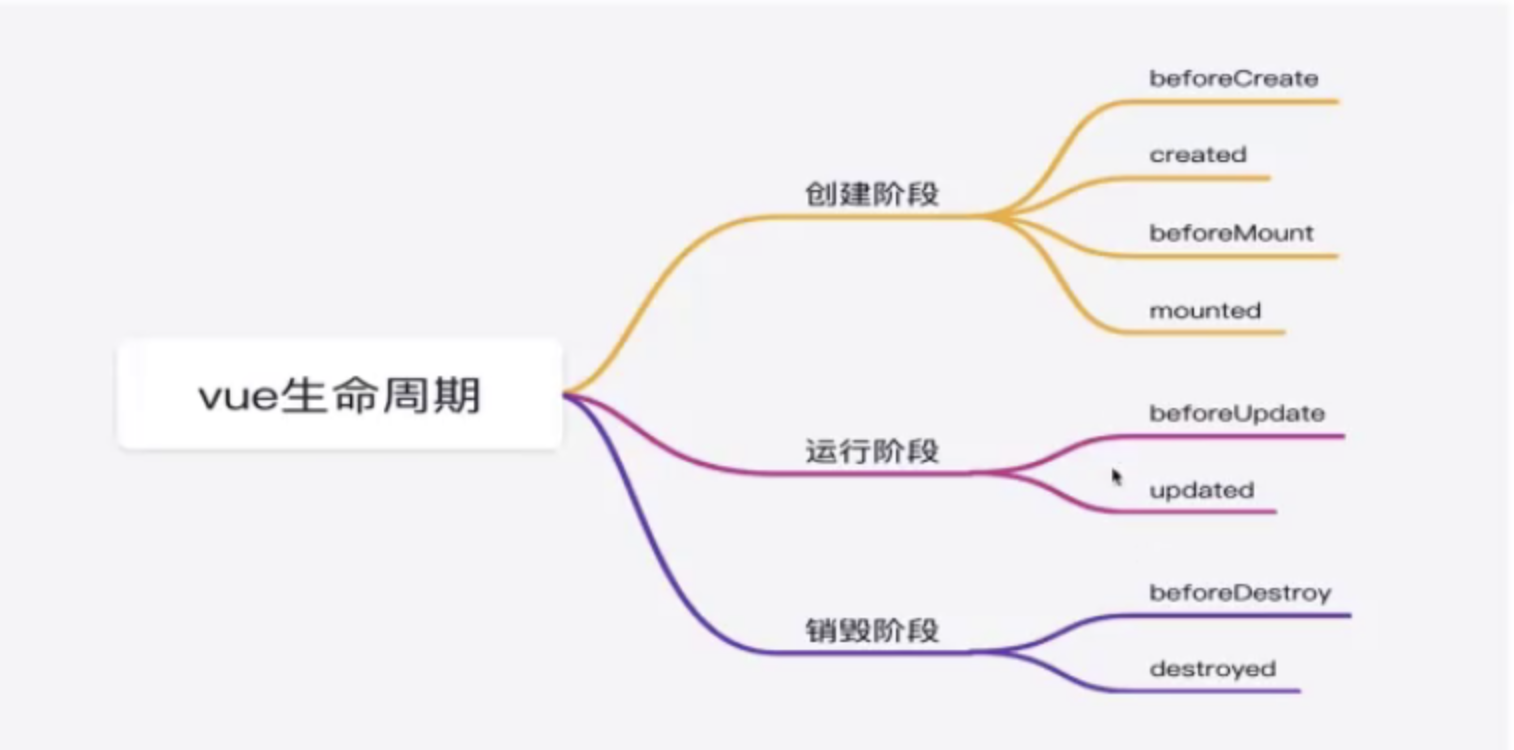 vue生命周期
创建阶段
beforeCreate
created
beforeMount
mounted
运行阶段
beforeUpdate
updated
销毁阶段
beforeDestroy
destroyed